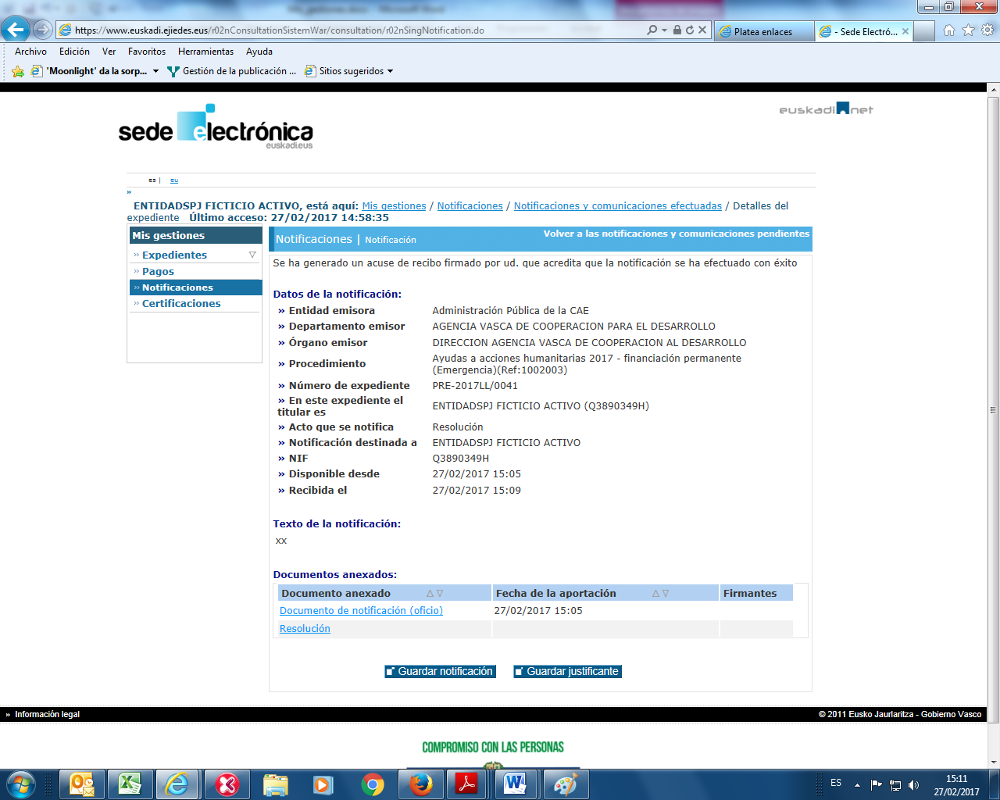 https://www.euskadi.ejiedes.eus/r02nConsultationSistemWar/consultation/r02nSingNotification.do
Platea enlaces
- Sede Electró...
Archivo Edición Ver Favoritos Herramientas Ayuda
'Moonlight' da la sorp... Gestión de la publicación ... Sitios sugeridos
sede electrónica
euskadi.eus
euskadi net
es | eu
»
ENTIDADSPJ FICTICIO ACTIVO, está aquí: Mis gestiones / Notificaciones / Notificaciones y comunicaciones efectuadas / Detalles del
expediente Último acceso: 27/02/2017 14:58:35
Mis gestiones
» Expedientes
» Pagos
» Notificaciones
» Certificaciones
Notificaciones | Notificación
Volver a las notificaciones y comunicaciones pendientes
Se ha generado un acuse de recibo firmado por ud. que acredita que la notificación se ha efectuado con éxito
Datos de la notificación:
» Entidad emisora Administración Pública de la CAE
» Departamento emisor AGENCIA VASCA DE COOPERACION PARA EL DESARROLLO
» Órgano emisor DIRECCION AGENCIA VASCA DE COOPERACION AL DESARROLLO
» Procedimiento Ayudas a acciones humanitarias 2017 - financiación permanente
(Emergencia)(Ref:1002003)
» Número de expediente PRE-2017LL/0041
» En este expediente el
titular es ENTIDADSPJ FICTICIO ACTIVO (Q3890349H)
» Acto que se notifica Resolución
» Notificación destinada a ENTIDADSPJ FICTICIO ACTIVO
» NIF Q3890349H
» Disponible desde 27/02/2017 15:05
» Recibida el 27/02/2017 15:09
Texto de la notificación:
xx
Documentos anexados:
Documento anexado Fecha de la aportación Firmantes
Documento de notificación (oficio) 27/02/2017 15:05
Resolución
Guardar notificación Guardar justificante
» Información legal
© 2011 Eusko Jaurlaritza - Gobierno Vasco
COMPROMISO CON LAS PERSONAS
ES
15:11
27/02/2017